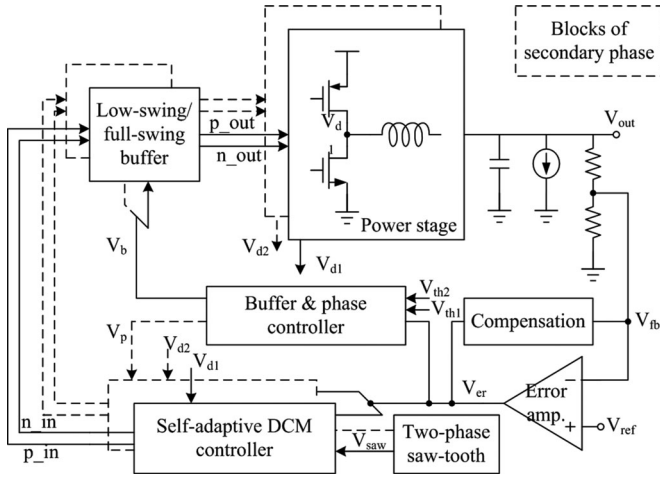 Blocks of
secondary phase
Low-swing/
full-swing
buffer
p_out
n_out
V_d
1
Power stage
V_out
V_d2
V_d1
V_b
Buffer & phase
controller
V_th2
V_th1
Compensation
V_fb
V_p
V_d2
V_d1
V_er
Error
amp.
−
+
V_ref
n_in
p_in
Self-adaptive DCM
controller
V_saw
Two-phase
saw-tooth